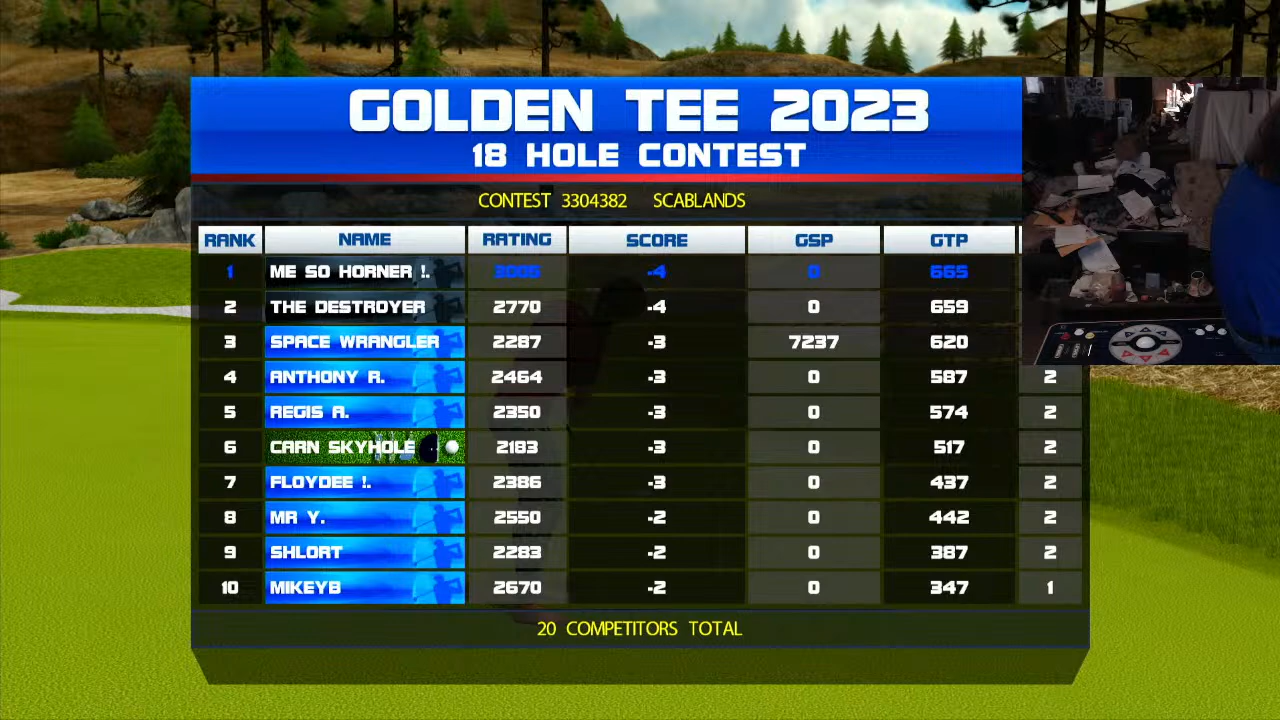 GOLDEN TEE 2023
18 HOLE CONTEST
CONTEST 3304382 SCABLANDS
RANK NAME RATING SCORE GSP GTP
1 ME SO HORNER !. 3005 -4 0 665
2 THE DESTROYER 2770 -4 0 659
3 SPACE WRANGLER 2287 -3 7237 620
4 ANTHONY R. 2464 -3 0 587 2
5 REGIS R. 2350 -3 0 574 2
6 CARN SKYHOLE 2183 -3 0 517 2
7 FLOYDEE !. 2386 -3 0 437 2
8 MR Y. 2550 -2 0 442 2
9 SHLORT 2283 -2 0 387 2
10 MIKEYB 2670 -2 0 347 1
20 COMPETITORS TOTAL